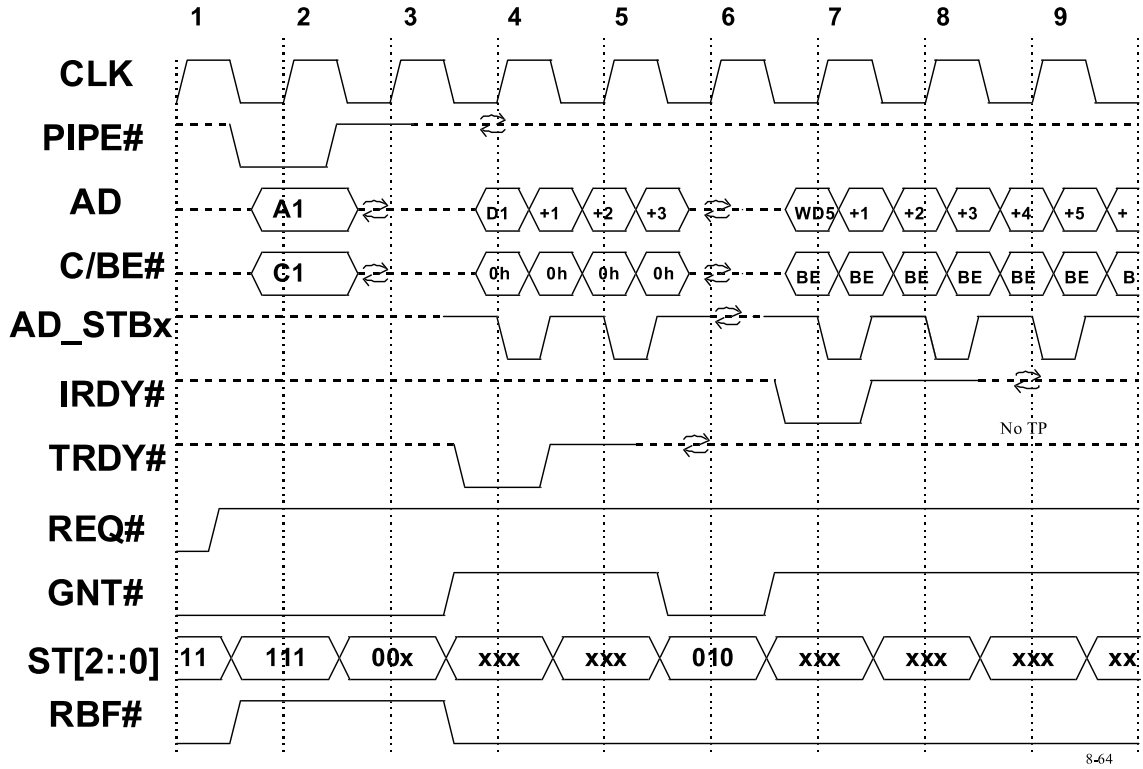 1 2 3 4 5 6 7 8 9
CLK
PIPE#
AD A1 D1 +1 +2 +3 WD5 +1 +2 +3 +4 +5 +
C/BE# C1 0h 0h 0h 0h BE BE BE BE BE BE B
AD_STBx
IRDY#
No TP
TRDY#
REQ#
GNT#
ST[2::0] 11 111 00x xxx xxx 010 xxx xxx xxx xx
RBF#
8-64